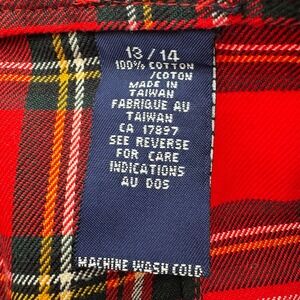 13 / 14
100% COTTON
/COTON
MADE IN
TAIWAN
FABRIQUE AU
TAIWAN
CA 17897
SEE REVERSE
FOR CARE
INDICATIONS
AU DOS
MACHINE WASH COLD